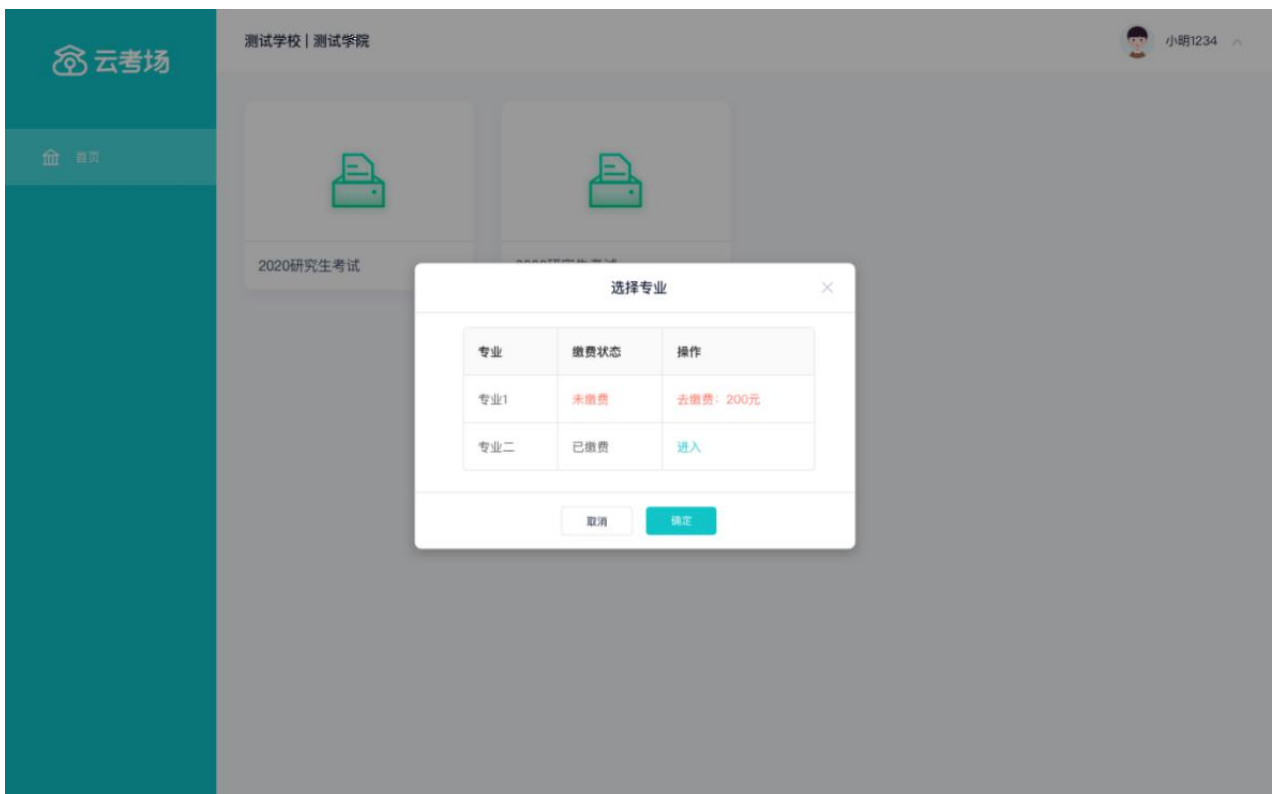 云考场
测试学校 | 测试学院
小明1234
首页
2020研究生考试
选择专业
专业 缴费状态 操作
专业1 未缴费 去缴费：200元
专业二 已缴费 进入
取消 确定